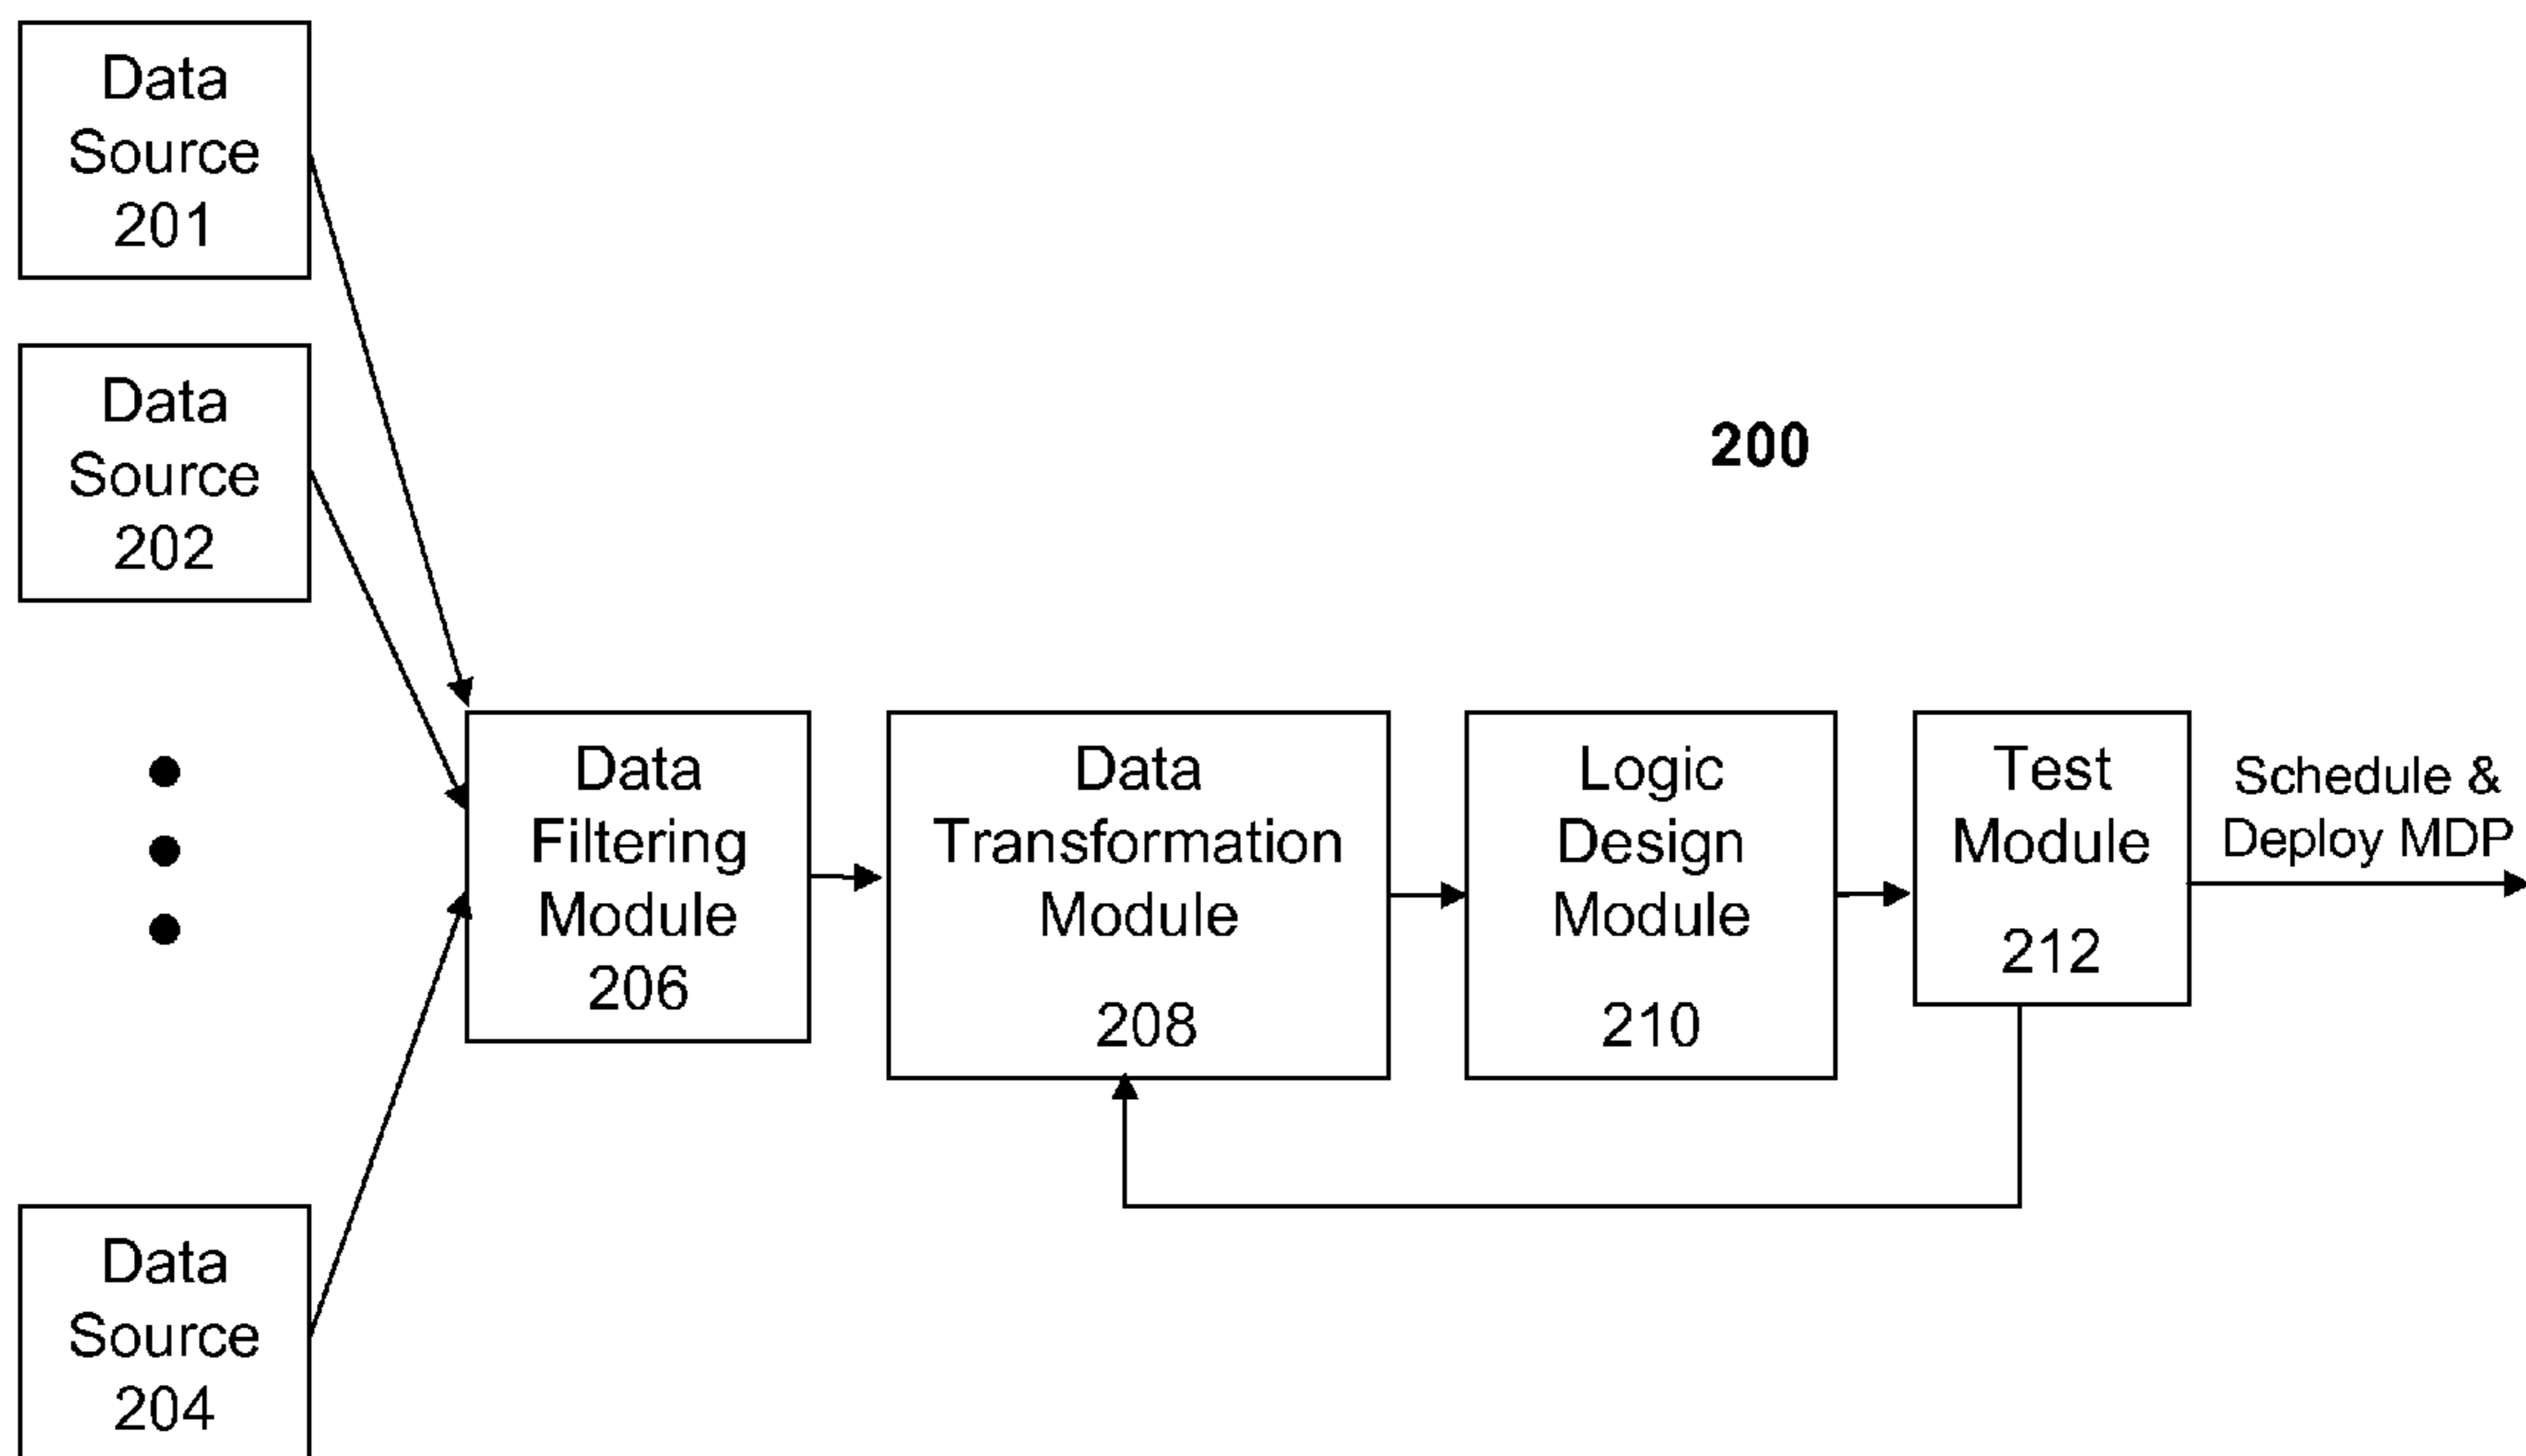 Data
Source
201
Data
Source
202
200
Data
Filtering
Module
206
Data
Transformation
Module
208
Logic
Design
Module
210
Test
Module
212
Schedule &
Deploy MDP
Data
Source
204